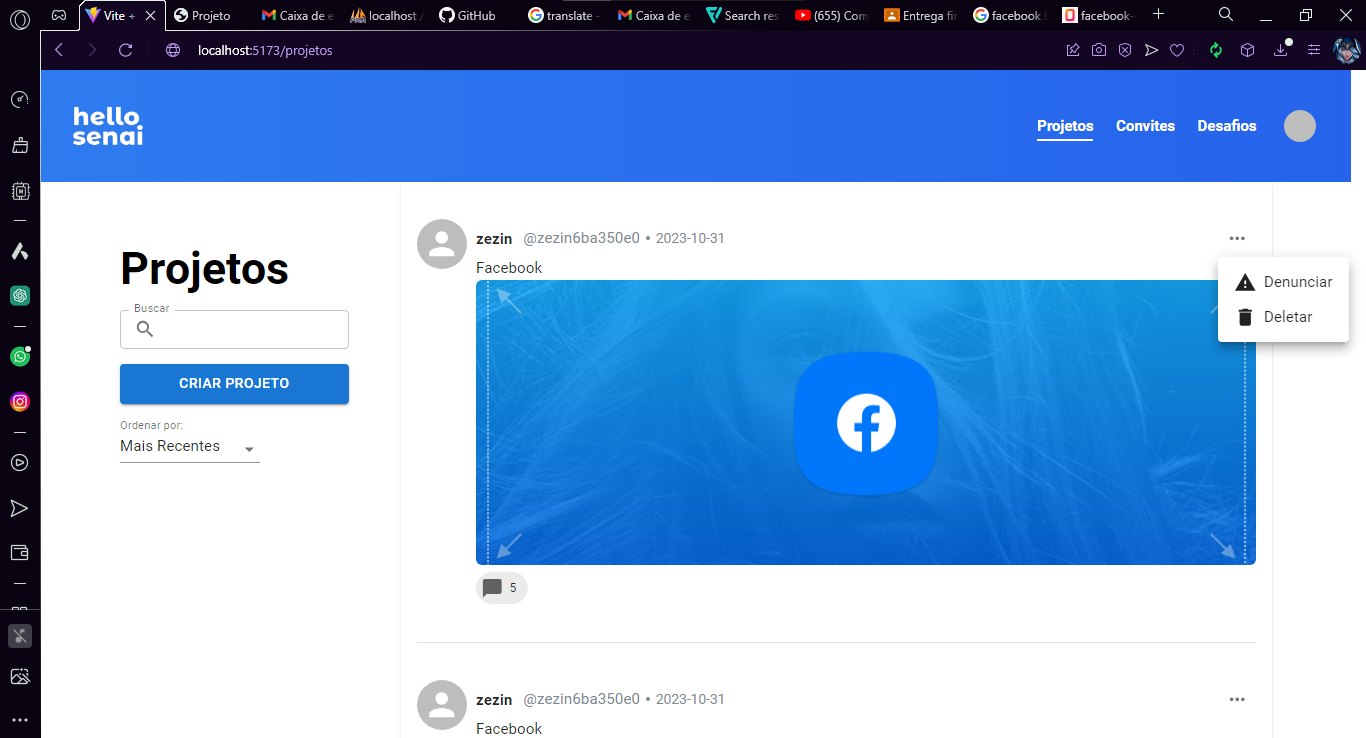 Vite +
Projeto
Caixa de e
localhost /
GitHub
translate -
Caixa de e
Search res
(655) Com
Entrega fin
facebook
facebook-
localhost:5173/projetos
hello
senai
Projetos Convites Desafios
Projetos
Buscar
CRIAR PROJETO
Ordenar por:
Mais Recentes
zezin @zezin6ba350e0 • 2023-10-31
Facebook
Denunciar
Deletar
5
zezin @zezin6ba350e0 • 2023-10-31
Facebook